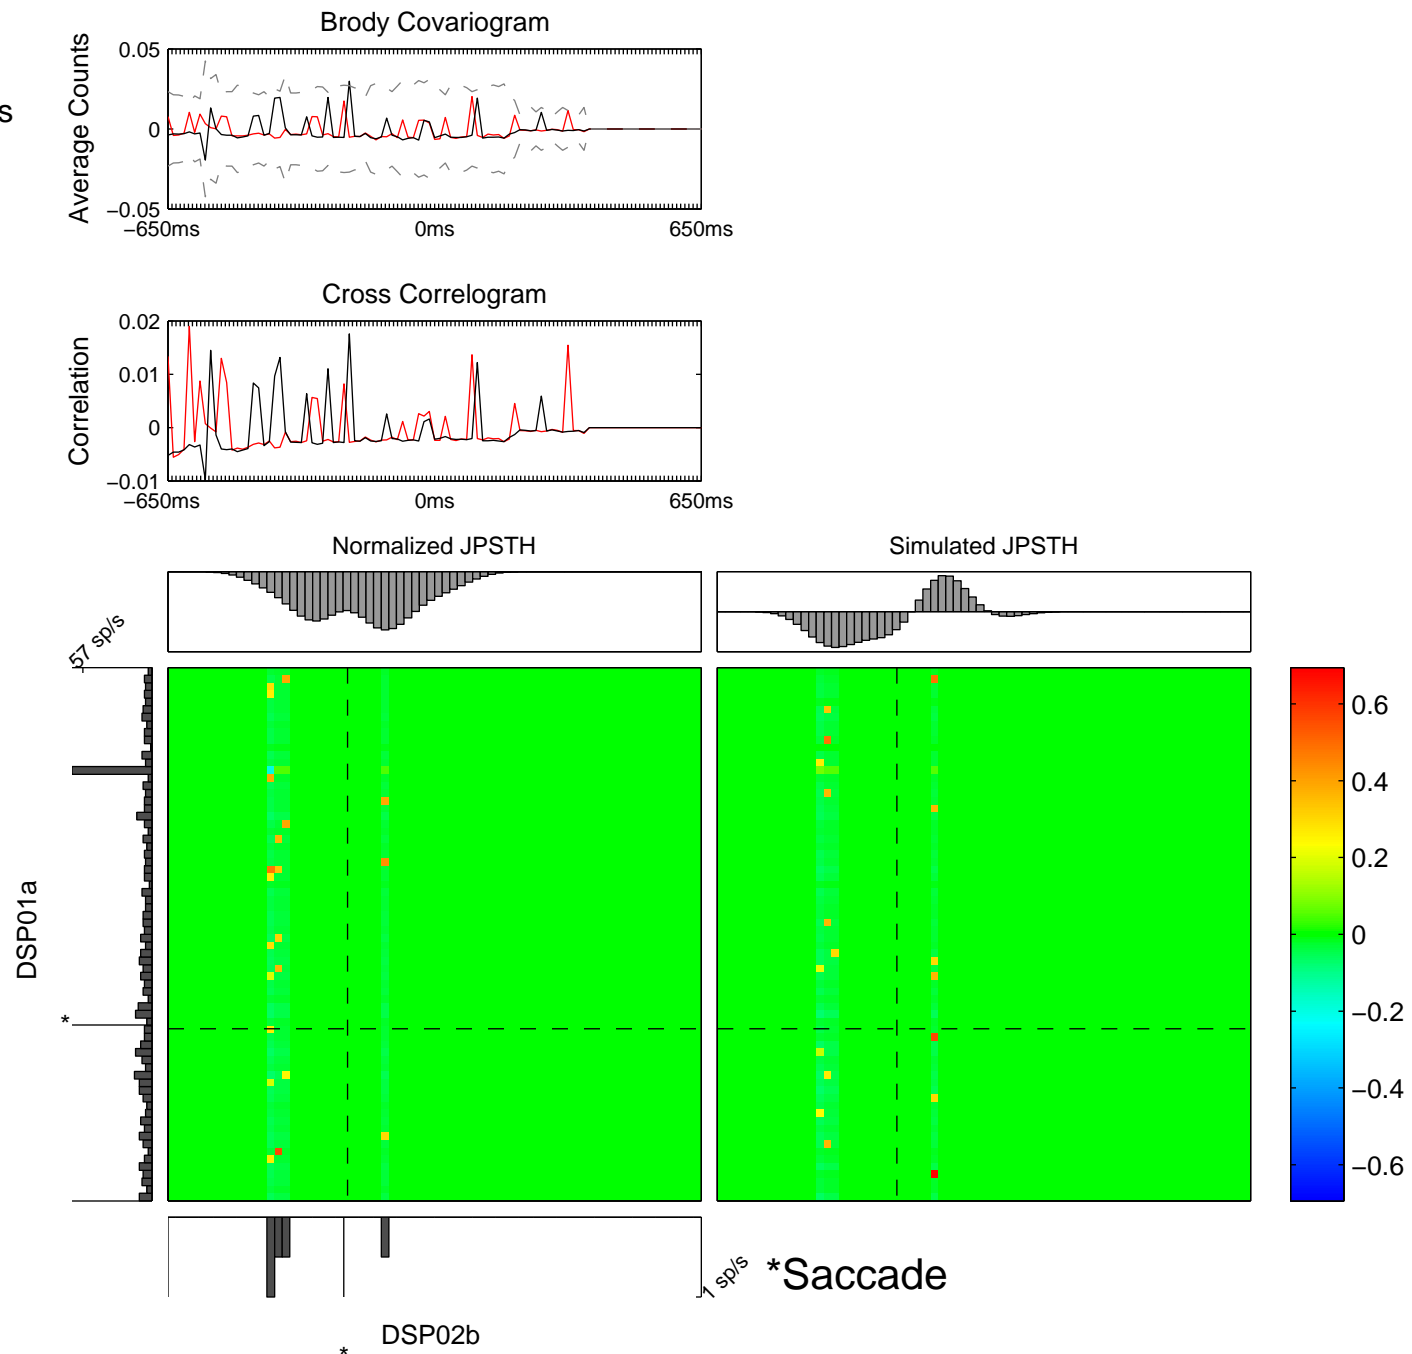 Brody Covariogram
s
Average Counts
0.05
0
−0.05
−650ms
0ms
650ms
Cross Correlogram
Correlation
0.02
0.01
0
−0.01
−650ms
0ms
650ms
Normalized JPSTH
Simulated JPSTH
57 sp/s
DSP01a
*
0.6
0.4
0.2
0
−0.2
−0.4
−0.6
1 sp/s
*Saccade
DSP02b
*